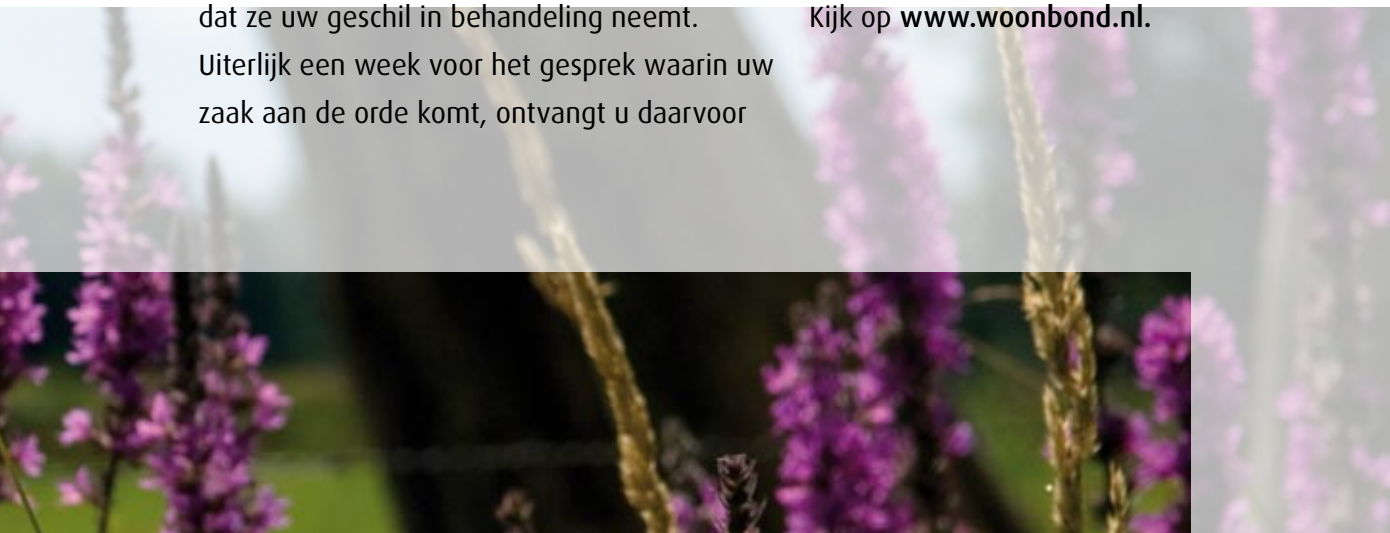 dat ze uw geschil in behandeling neemt.
Uiterlijk een week voor het gesprek waarin uw
zaak aan de orde komt, ontvangt u daarvoor
Kijk op www.woonbond.nl.